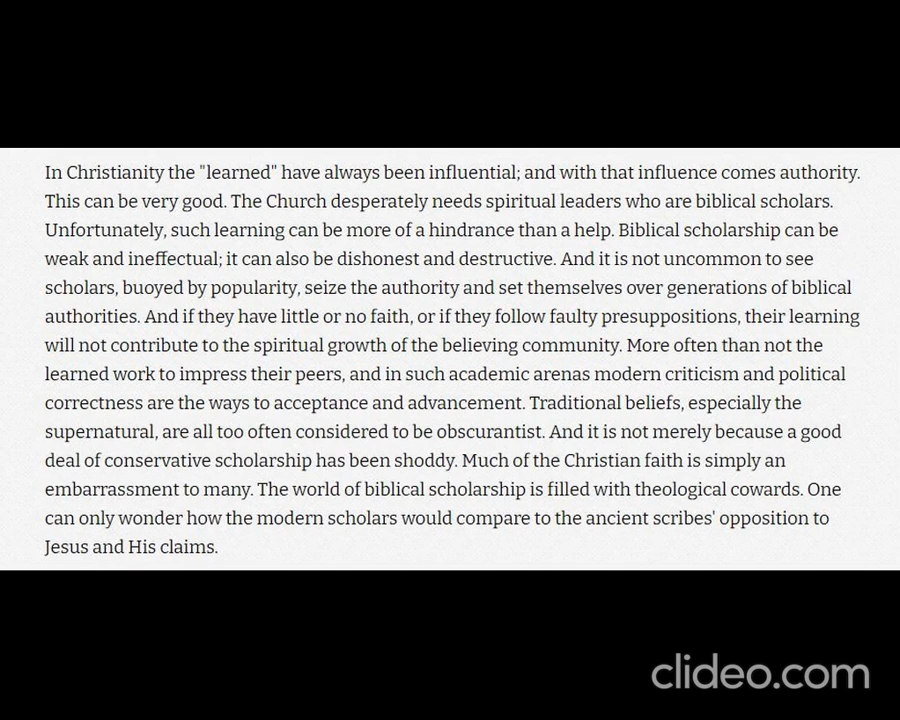 In Christianity the "learned" have always been influential; and with that influence comes authority.
This can be very good. The Church desperately needs spiritual leaders who are biblical scholars.
Unfortunately, such learning can be more of a hindrance than a help. Biblical scholarship can be
weak and ineffectual; it can also be dishonest and destructive. And it is not uncommon to see
scholars, buoyed by popularity, seize the authority and set themselves over generations of biblical
authorities. And if they have little or no faith, or if they follow faulty presuppositions, their learning
will not contribute to the spiritual growth of the believing community. More often than not the
learned work to impress their peers, and in such academic arenas modern criticism and political
correctness are the ways to acceptance and advancement. Traditional beliefs, especially the
supernatural, are all too often considered to be obscurantist. And it is not merely because a good
deal of conservative scholarship has been shoddy. Much of the Christian faith is simply an
embarrassment to many. The world of biblical scholarship is filled with theological cowards. One
can only wonder how the modern scholars would compare to the ancient scribes' opposition to
Jesus and His claims.
clideo.com